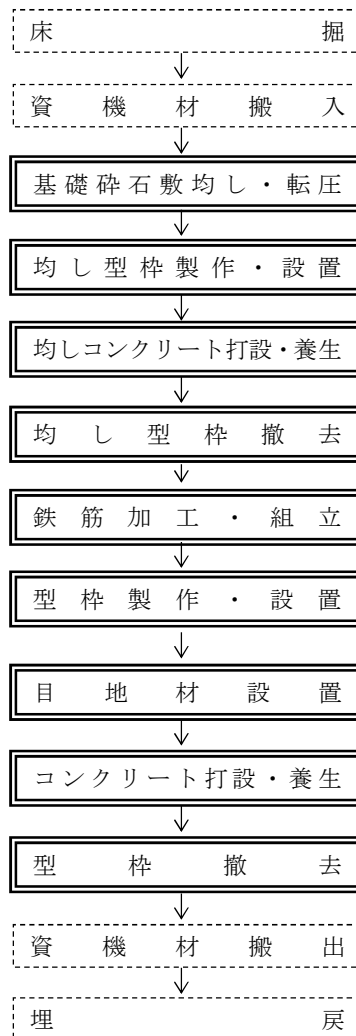 床掘
資機材搬入
基礎砕石敷均し・転圧
均し型枠製作・設置
均しコンクリート打設・養生
均し型枠撤去
鉄筋加工・組立
型枠製作・設置
目地材設置
コンクリート打設・養生
型枠撤去
資機材搬出
埋戻